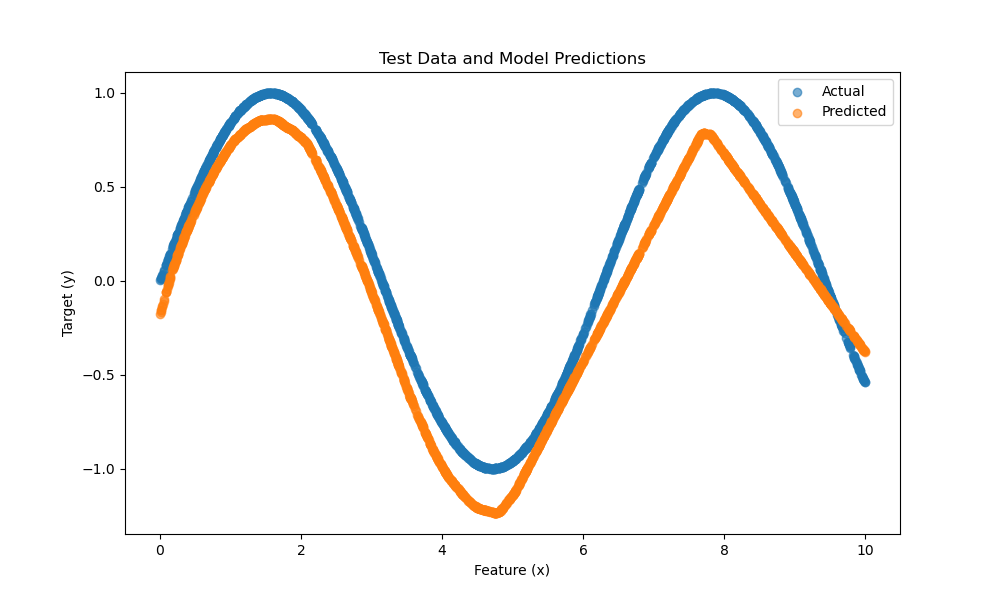 Test Data and Model Predictions
Actual
Predicted
1.0
0.5
0.0
−0.5
−1.0
Target (y)
0 2 4 6 8 10
Feature (x)